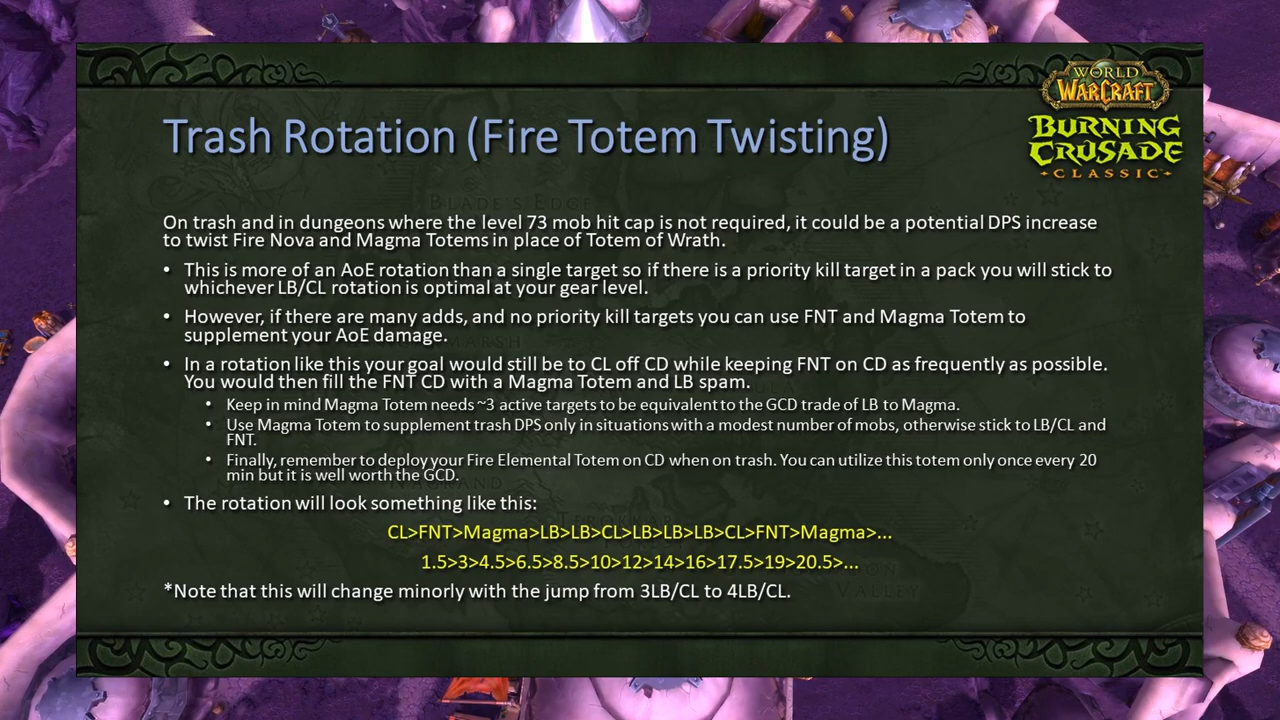 WORLD
WARCRAFT
BURNING
CRUSADE
CLASSIC
Trash Rotation (Fire Totem Twisting)
On trash and in dungeons where the level 73 mob hit cap is not required, it could be a potential DPS increase
to twist Fire Nova and Magma Totems in place of Totem of Wrath.
• This is more of an AoE rotation than a single target so if there is a priority kill target in a pack you will stick to
whichever LB/CL rotation is optimal at your gear level.
• However, if there are many adds, and no priority kill targets you can use FNT and Magma Totem to
supplement your AoE damage.
• In a rotation like this your goal would still be to CL off CD while keeping FNT on CD as frequently as possible.
You would then fill the FNT CD with a Magma Totem and LB spam.
• Keep in mind Magma Totem needs ~3 active targets to be equivalent to the GCD trade of LB to Magma.
• Use Magma Totem to supplement trash DPS only in situations with a modest number of mobs, otherwise stick to LB/CL and
FNT.
• Finally, remember to deploy your Fire Elemental Totem on CD when on trash. You can utilize this totem only once every 20
min but it is well worth the GCD.
• The rotation will look something like this:
CL>FNT>Magma>LB>LB>CL>LB>LB>LB>CL>FNT>Magma>...
1.5>3>4.5>6.5>8.5>10>12>14>16>17.5>19>20.5>...
*Note that this will change minorly with the jump from 3LB/CL to 4LB/CL.